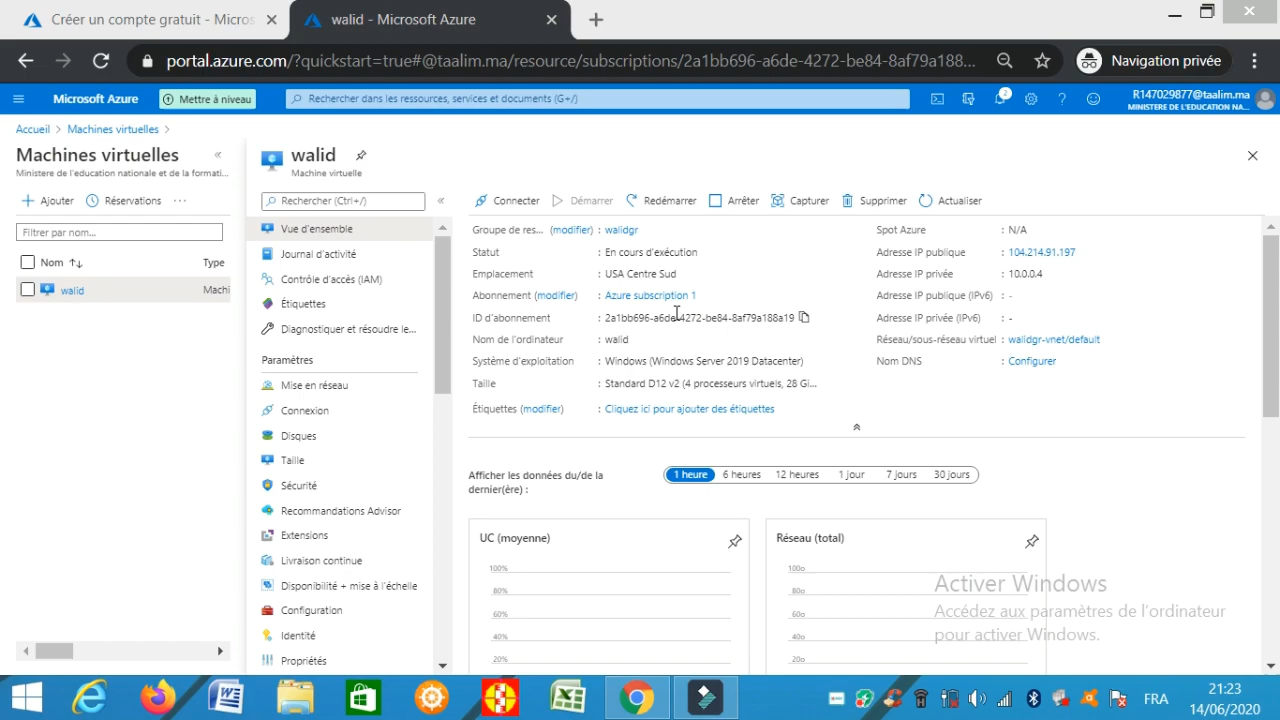 Créer un compte gratuit - Micros
walid - Microsoft Azure
portal.azure.com/?quickstart=true#@taalim.ma/resource/subscriptions/2a1bb696-a6de-4272-be84-8af79a188...
Navigation privée
Microsoft Azure
Mettre à niveau
Rechercher dans les ressources, services et documents (G+/)
2
R147029877@taalim.ma
MINISTERE DE L'EDUCATION NA...
Accueil > Machines virtuelles >
Machines virtuelles «
Ministere de l'education nationale et de la formati...
+ Ajouter Réservations ...
Filtrer par nom...
Nom ↑↓ Type
walid Machi
walid
Machine virtuelle
Rechercher (Ctrl+/) «
Vue d'ensemble
Journal d'activité
Contrôle d'accès (IAM)
Étiquettes
Diagnostiquer et résoudre le...
Paramètres
Mise en réseau
Connexion
Disques
Taille
Sécurité
Recommandations Advisor
Extensions
Livraison continue
Disponibilité + mise à l'échelle
Configuration
Identité
Propriétés
Connecter Démarrer Redémarrer Arrêter Capturer Supprimer Actualiser
Groupe de res... (modifier) : walidgr
Statut : En cours d'exécution
Emplacement : USA Centre Sud
Abonnement (modifier) : Azure subscription 1
ID d'abonnement : 2a1bb696-a6de-4272-be84-8af79a188a19
Nom de l'ordinateur : walid
Système d'exploitation : Windows (Windows Server 2019 Datacenter)
Taille : Standard D12 v2 (4 processeurs virtuels, 28 Gi...
Étiquettes (modifier) : Cliquez ici pour ajouter des étiquettes
Spot Azure : N/A
Adresse IP publique : 104.214.91.197
Adresse IP privée : 10.0.0.4
Adresse IP publique (IPv6) : -
Adresse IP privée (IPv6) : -
Réseau/sous-réseau virtuel : walidgr-vnet/default
Nom DNS : Configurer
Afficher les données du/de la
dernier(ère) :
1 heure 6 heures 12 heures 1 jour 7 jours 30 jours
UC (moyenne)
100%
80%
60%
40%
20%
Réseau (total)
100o
80o
60o
40o
20o
Activer Windows
Accédez aux paramètres de l'ordinateur
pour activer Windows.
FRA
21:23
14/06/2020